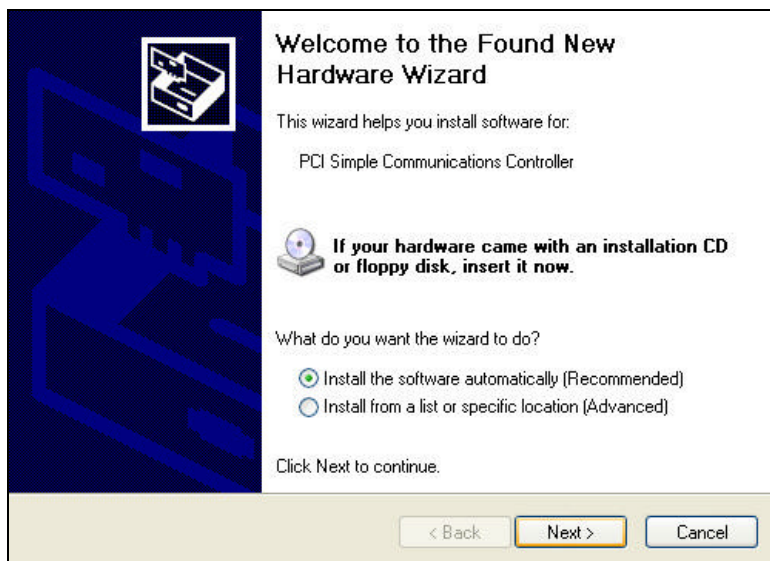 Welcome to the Found New
Hardware Wizard
This wizard helps you install software for:
PCI Simple Communications Controller
If your hardware came with an installation CD
or floppy disk, insert it now.
What do you want the wizard to do?
Install the software automatically (Recommended)
Install from a list or specific location (Advanced)
Click Next to continue.
< Back Next > Cancel